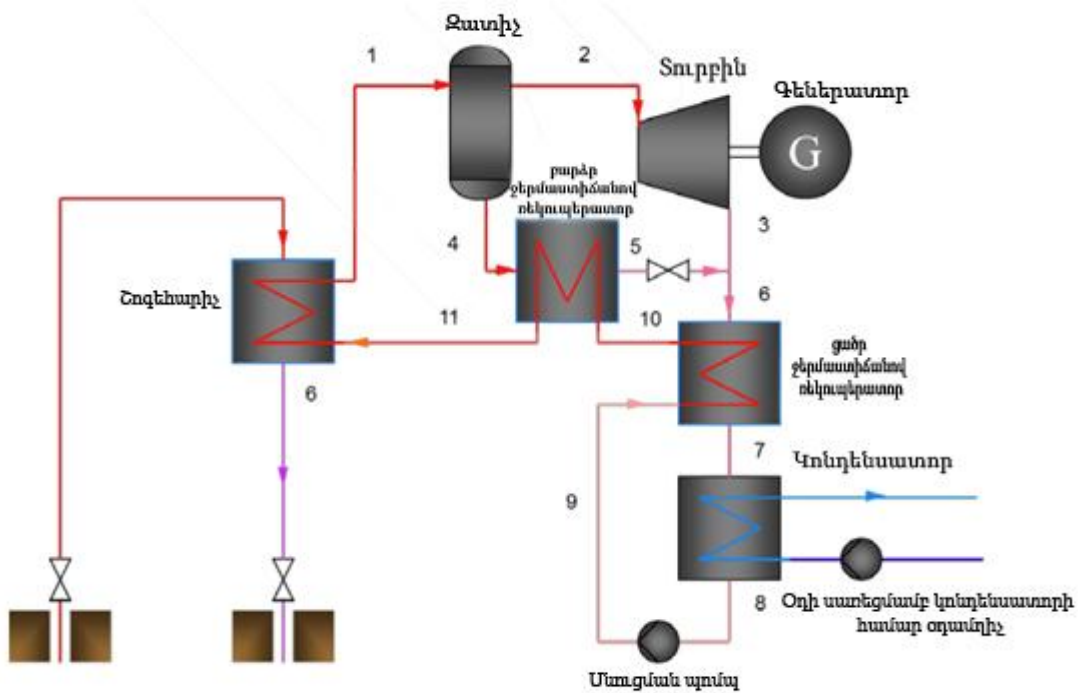 Զատիչ
1
2
Տուրբին
Գեներատոր
G
բարձր
ջերմաստիճանով
ռեկուպերատոր
3
4
5
Շոգեհարիչ
6
11
10
ցածր
ջերմաստիճանով
ռեկուպերատոր
6
7
Կոնդենսատոր
9
8
Օդի սառեցմամբ կոնդենսատորի
համար օդամղիչ
Մնուցման պոմպ